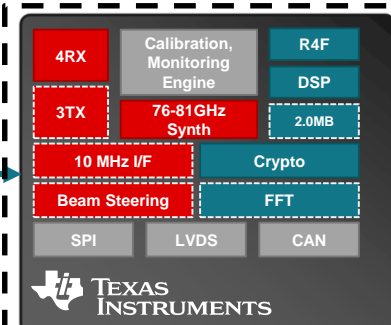 4RX
Calibration,
Monitoring
Engine
R4F
DSP
3TX
76-81GHz
Synth
2.0MB
10 MHz I/F
Crypto
Beam Steering
FFT
SPI
LVDS
CAN
TEXAS
INSTRUMENTS